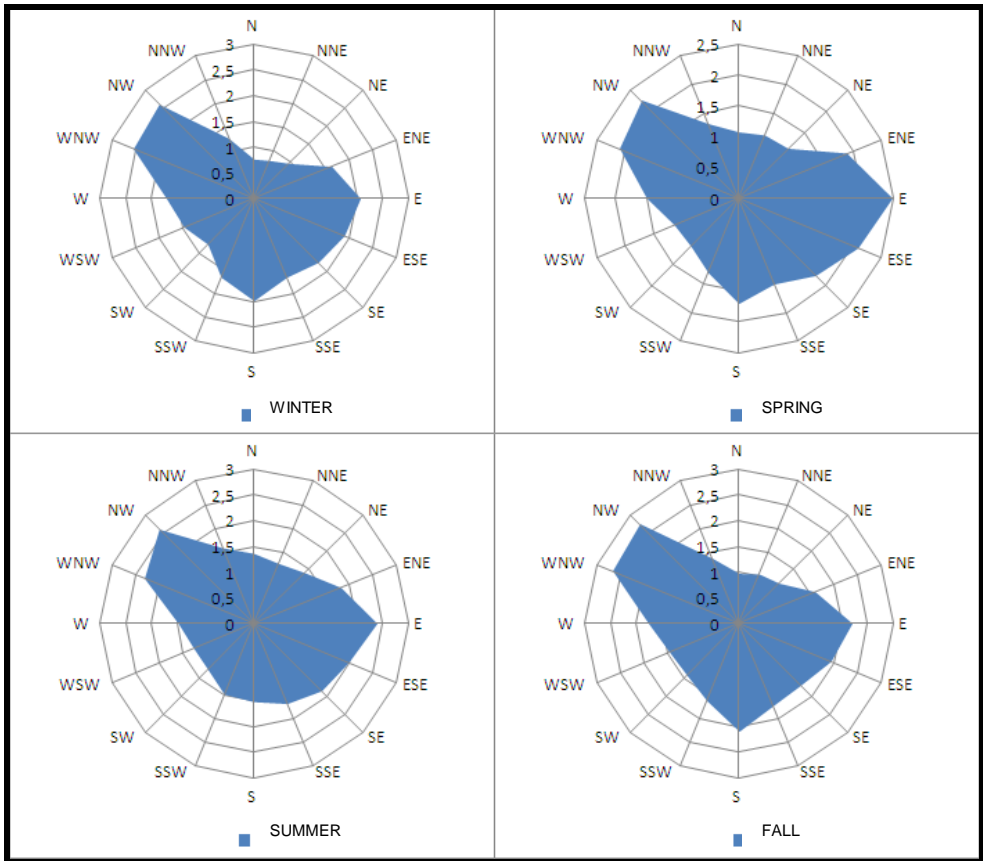 N
NNW NNE
3
2,5
NW NE
2
WNW 1,5 ENE
1
0,5
W 0 E
WSW ESE
SW SE
SSW SSE
S
WINTER
N
NNW NNE
2,5
2
NW NE
1,5
WNW ENE
1
0,5
W 0 E
WSW ESE
SW SE
SSW SSE
S
SPRING
N
NNW NNE
3
2,5
NW NE
2
WNW 1,5 ENE
1
0,5
W 0 E
WSW ESE
SW SE
SSW SSE
S
SUMMER
N
NNW NNE
3
2,5
NW NE
2
WNW 1,5 ENE
1
0,5
W 0 E
WSW ESE
SW SE
SSW SSE
S
FALL